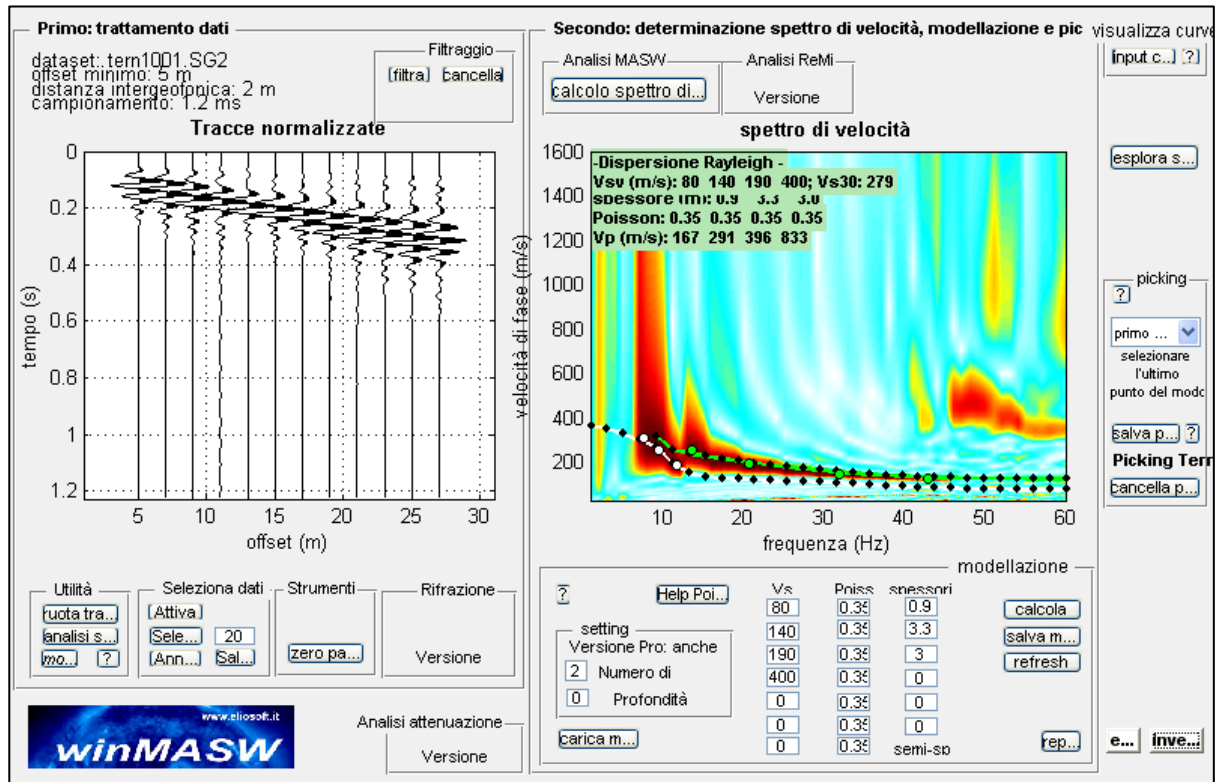 Primo: trattamento dati
dataset:.tern1001.SG2
offset minimo: 5 m
distanza intergeofonica: 2 m
campionamento: 1.2 ms
Filtraggio
filtra cancella
Tracce normalizzate
0
0.2
0.4
0.6
0.8
1
1.2
tempo (s)
5 10 15 20 25 30
offset (m)
Utilità
ruota tra...
analisi s...
mo... ?
Seleziona dati
(Attiva)
Sele... 20
(Ann...) Sal...
Strumenti
zero pa...
Rifrazione
Versione
www.eliosoft.it
winMASW
Analisi attenuazione
Versione
Secondo: determinazione spettro di velocità, modellazione e pic
Analisi MASW
calcolo spettro di...
Analisi ReMi
Versione
spettro di velocità
-Dispersione Rayleigh -
Vsv (m/s): 80 140 190 400; Vs30: 279
spessore (m): 0.9 3.3 3.0
Poisson: 0.35 0.35 0.35 0.35
Vp (m/s): 167 291 396 833
1600
1400
1200
1000
800
600
400
200
velocità di fase (m/s)
10 20 30 40 50 60
frequenza (Hz)
modellazione
? Help Poi...
setting
Versione Pro: anche
2 Numero di
0 Profondità
carica m...
Vs Poiss spessori
80 0.35 0.9
140 0.35 3.3
190 0.35 3
400 0.35 0
0 0.35 0
0 0.35 0
0 0.35 semi-sp
calcola
salva m...
refresh
rep...
visualizza curve
input c... ?
esplora s...
picking
?
primo ...
selezionare
l'ultimo
punto del modo
salva p... ?
Picking Terr
cancella p...
e... inve...